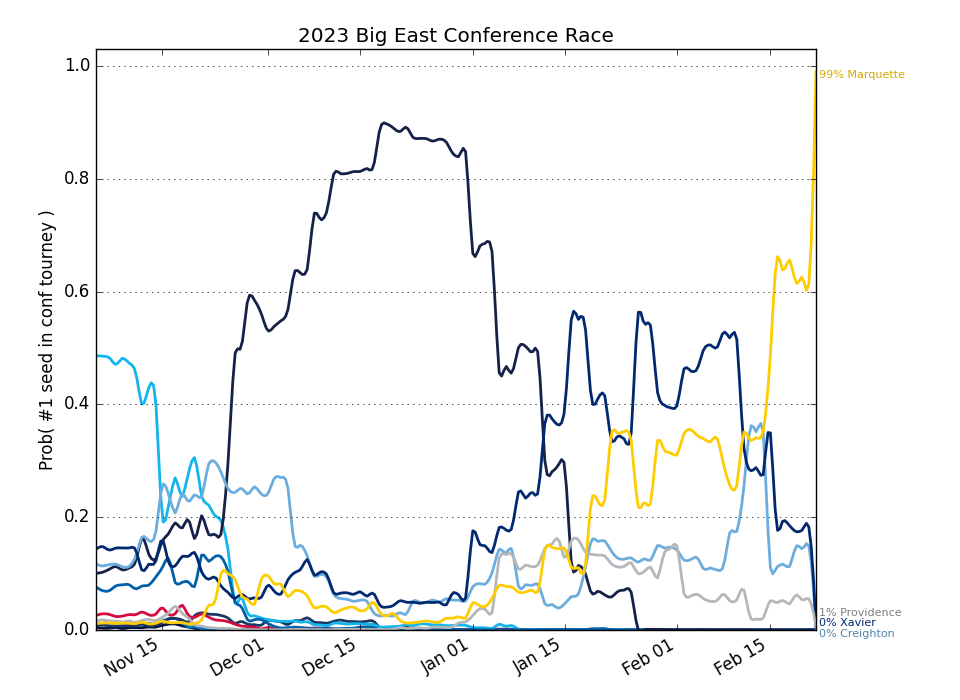 2023 Big East Conference Race
Prob( #1 seed in conf tourney )
1.0
0.8
0.6
0.4
0.2
0.0
Nov 15
Dec 01
Dec 15
Jan 01
Jan 15
Feb 01
Feb 15
99% Marquette
1% Providence
0% Xavier
0% Creighton